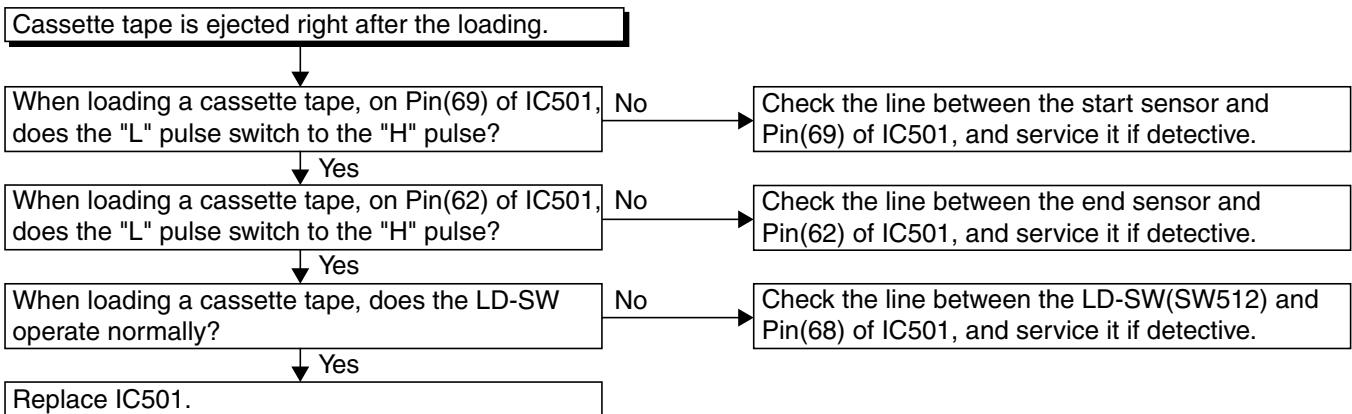 Cassette tape is ejected right after the loading.
When loading a cassette tape, on Pin(69) of IC501,
does the "L" pulse switch to the "H" pulse?
No
Check the line between the start sensor and
Pin(69) of IC501, and service it if detective.
Yes
When loading a cassette tape, on Pin(62) of IC501,
does the "L" pulse switch to the "H" pulse?
No
Check the line between the end sensor and
Pin(62) of IC501, and service it if detective.
Yes
When loading a cassette tape, does the LD-SW
operate normally?
No
Check the line between the LD-SW(SW512) and
Pin(68) of IC501, and service it if detective.
Yes
Replace IC501.